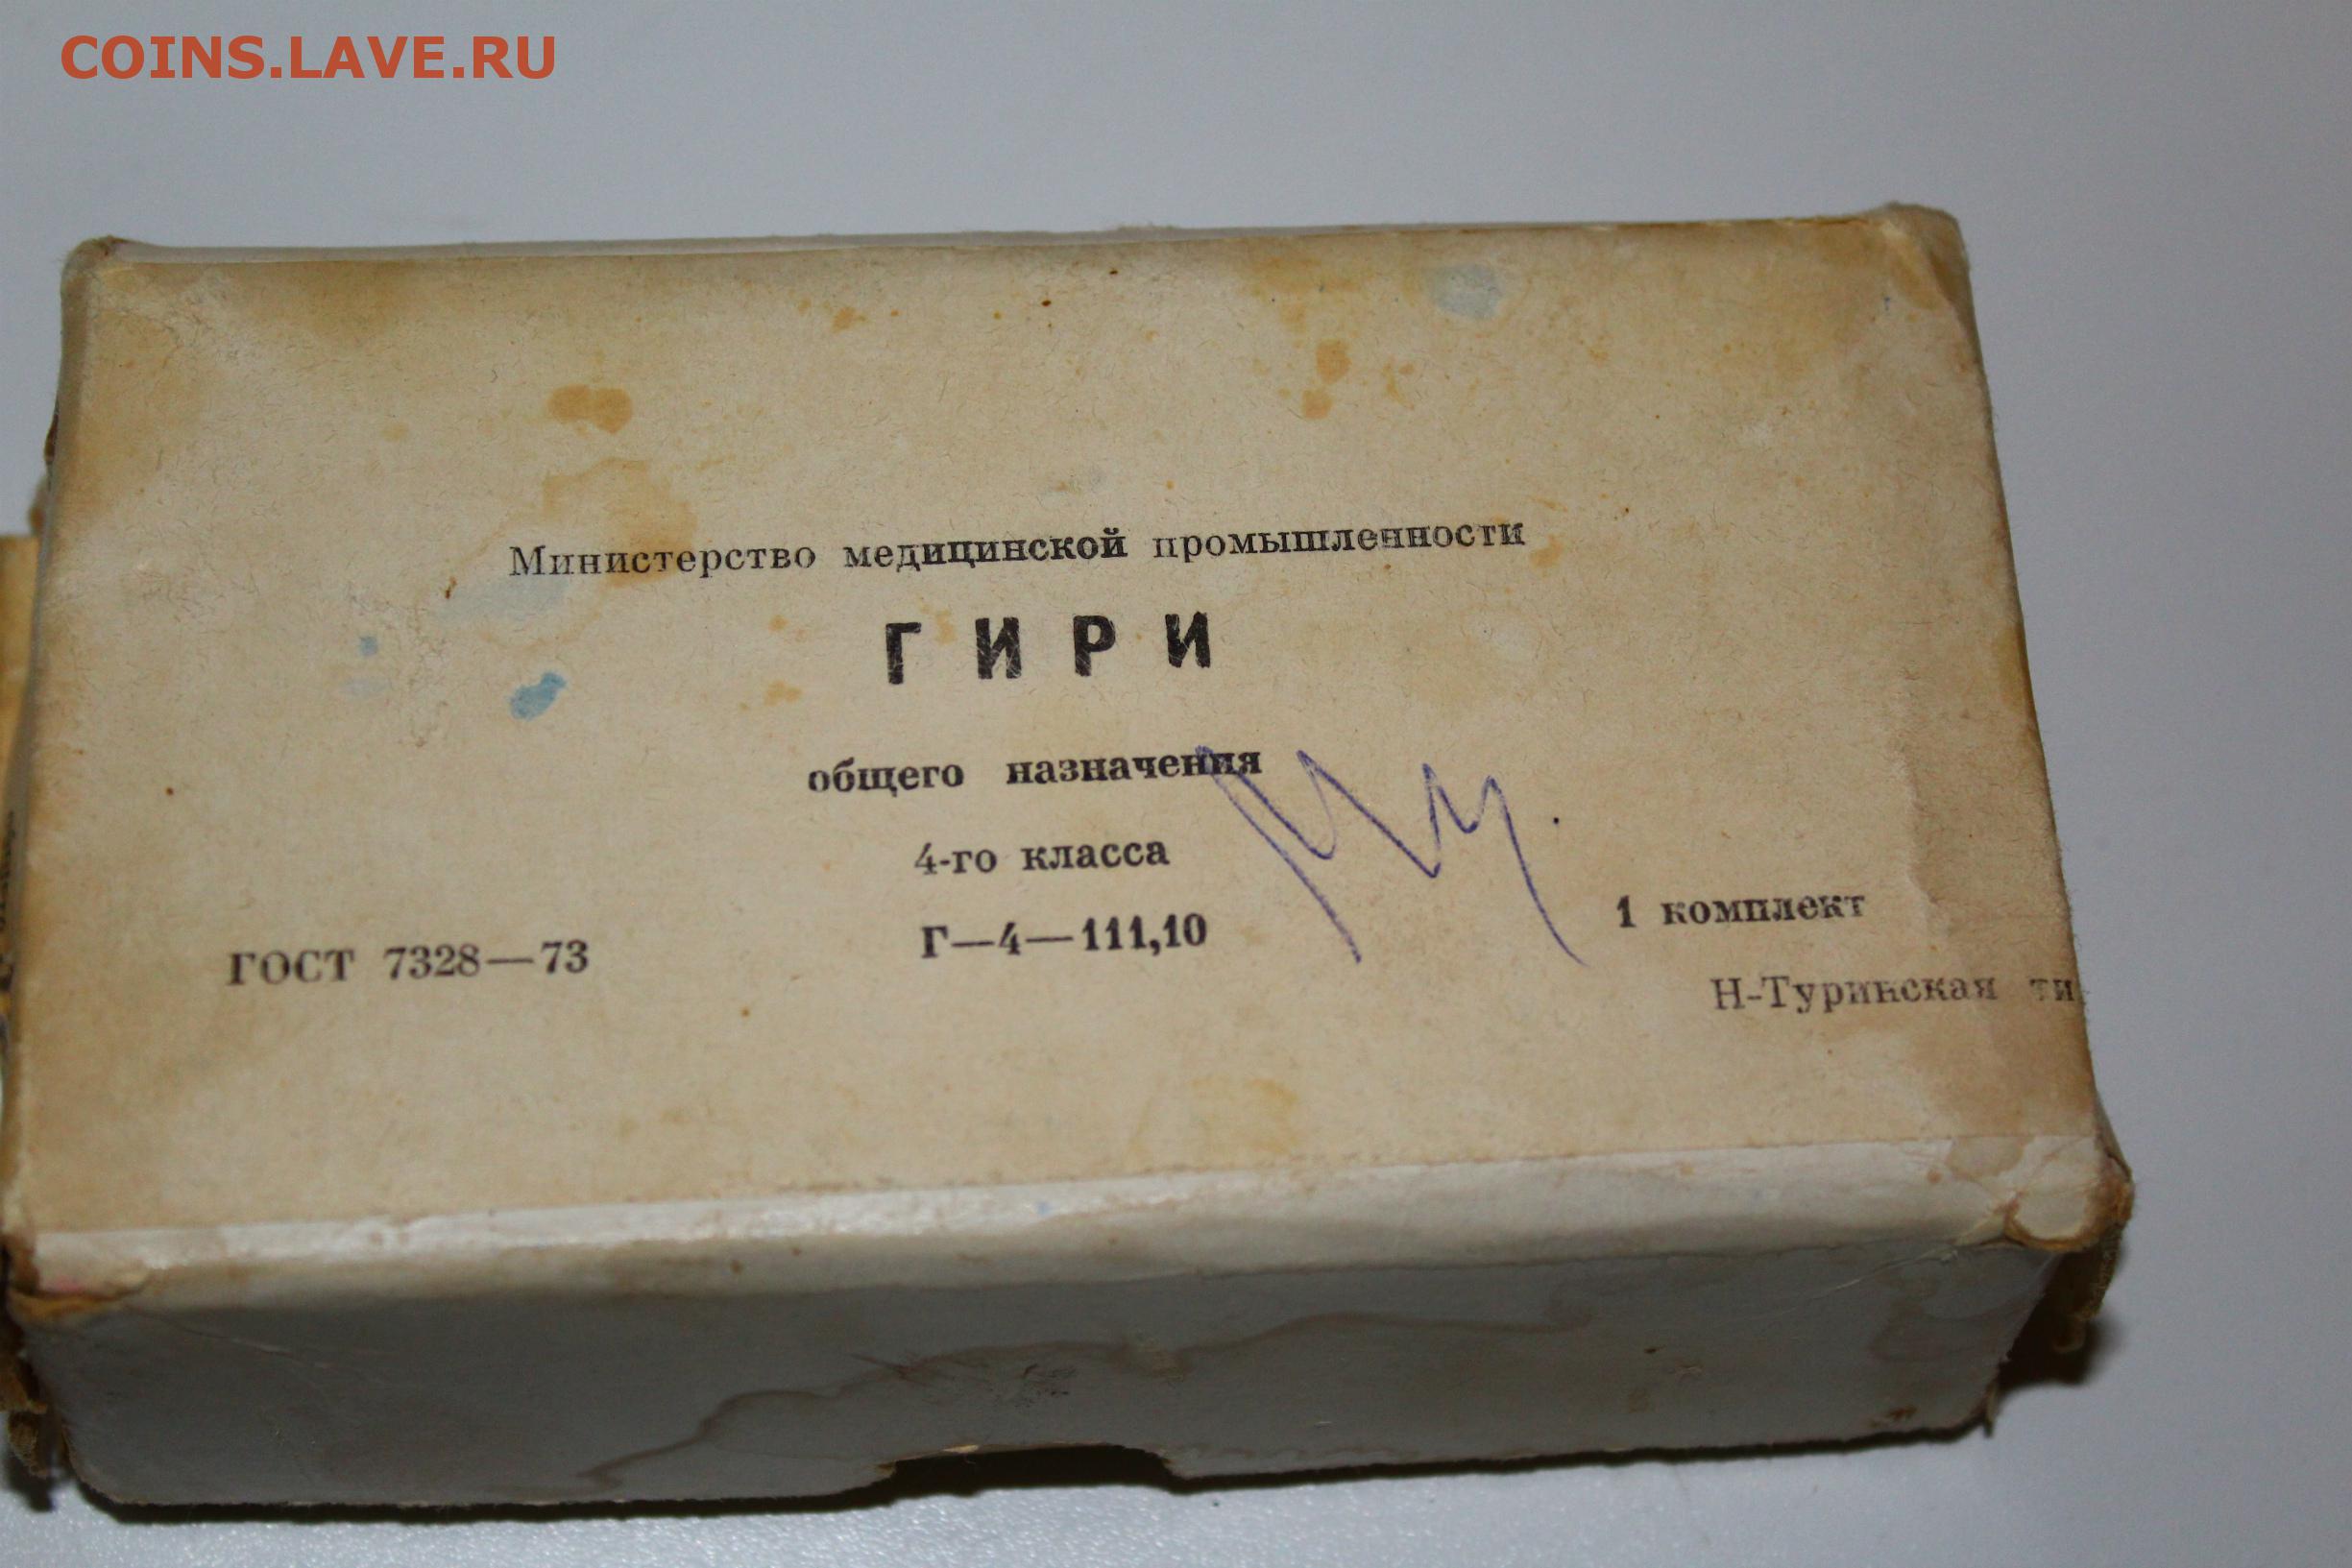 COINS.LAVE.RU
Министерство медицинской промышленности
ГИРИ
общего назначения
4-го класса
ГОСТ 7328—73
Г—4—111,10
1 комплект
Н-Туринская ти